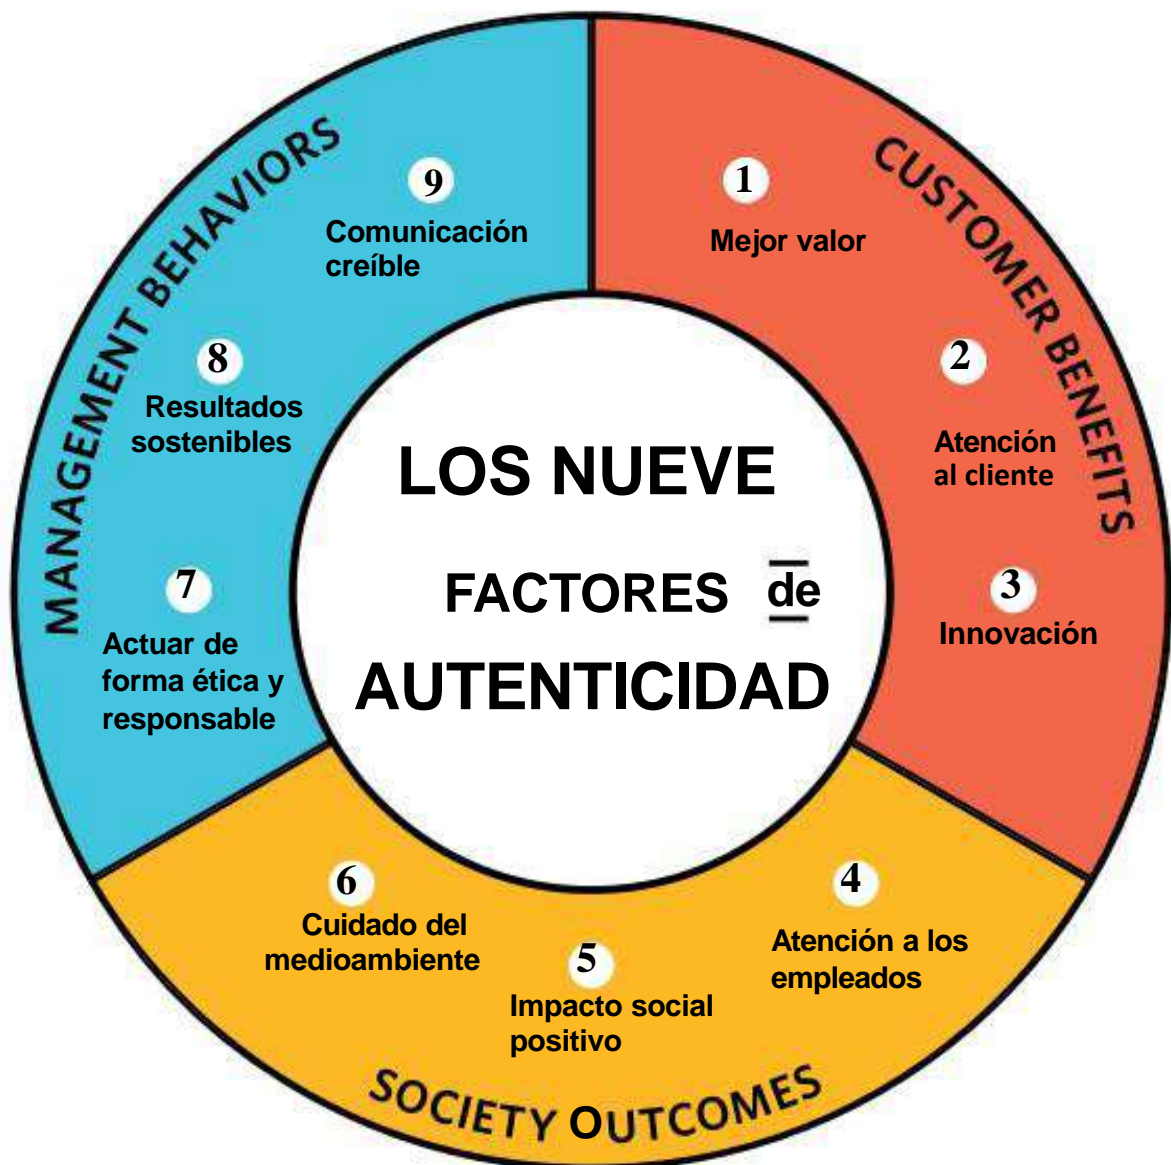 LOS NUEVE
FACTORES de
AUTENTICIDAD
CUSTOMER BENEFITS
1
Mejor valor
2
Atención
al cliente
3
Innovación
SOCIETY OUTCOMES
4
Atención a los
empleados
5
Impacto social
positivo
6
Cuidado del
medioambiente
MANAGEMENT BEHAVIORS
7
Actuar de
forma ética y
responsable
8
Resultados
sostenibles
9
Comunicación
creíble